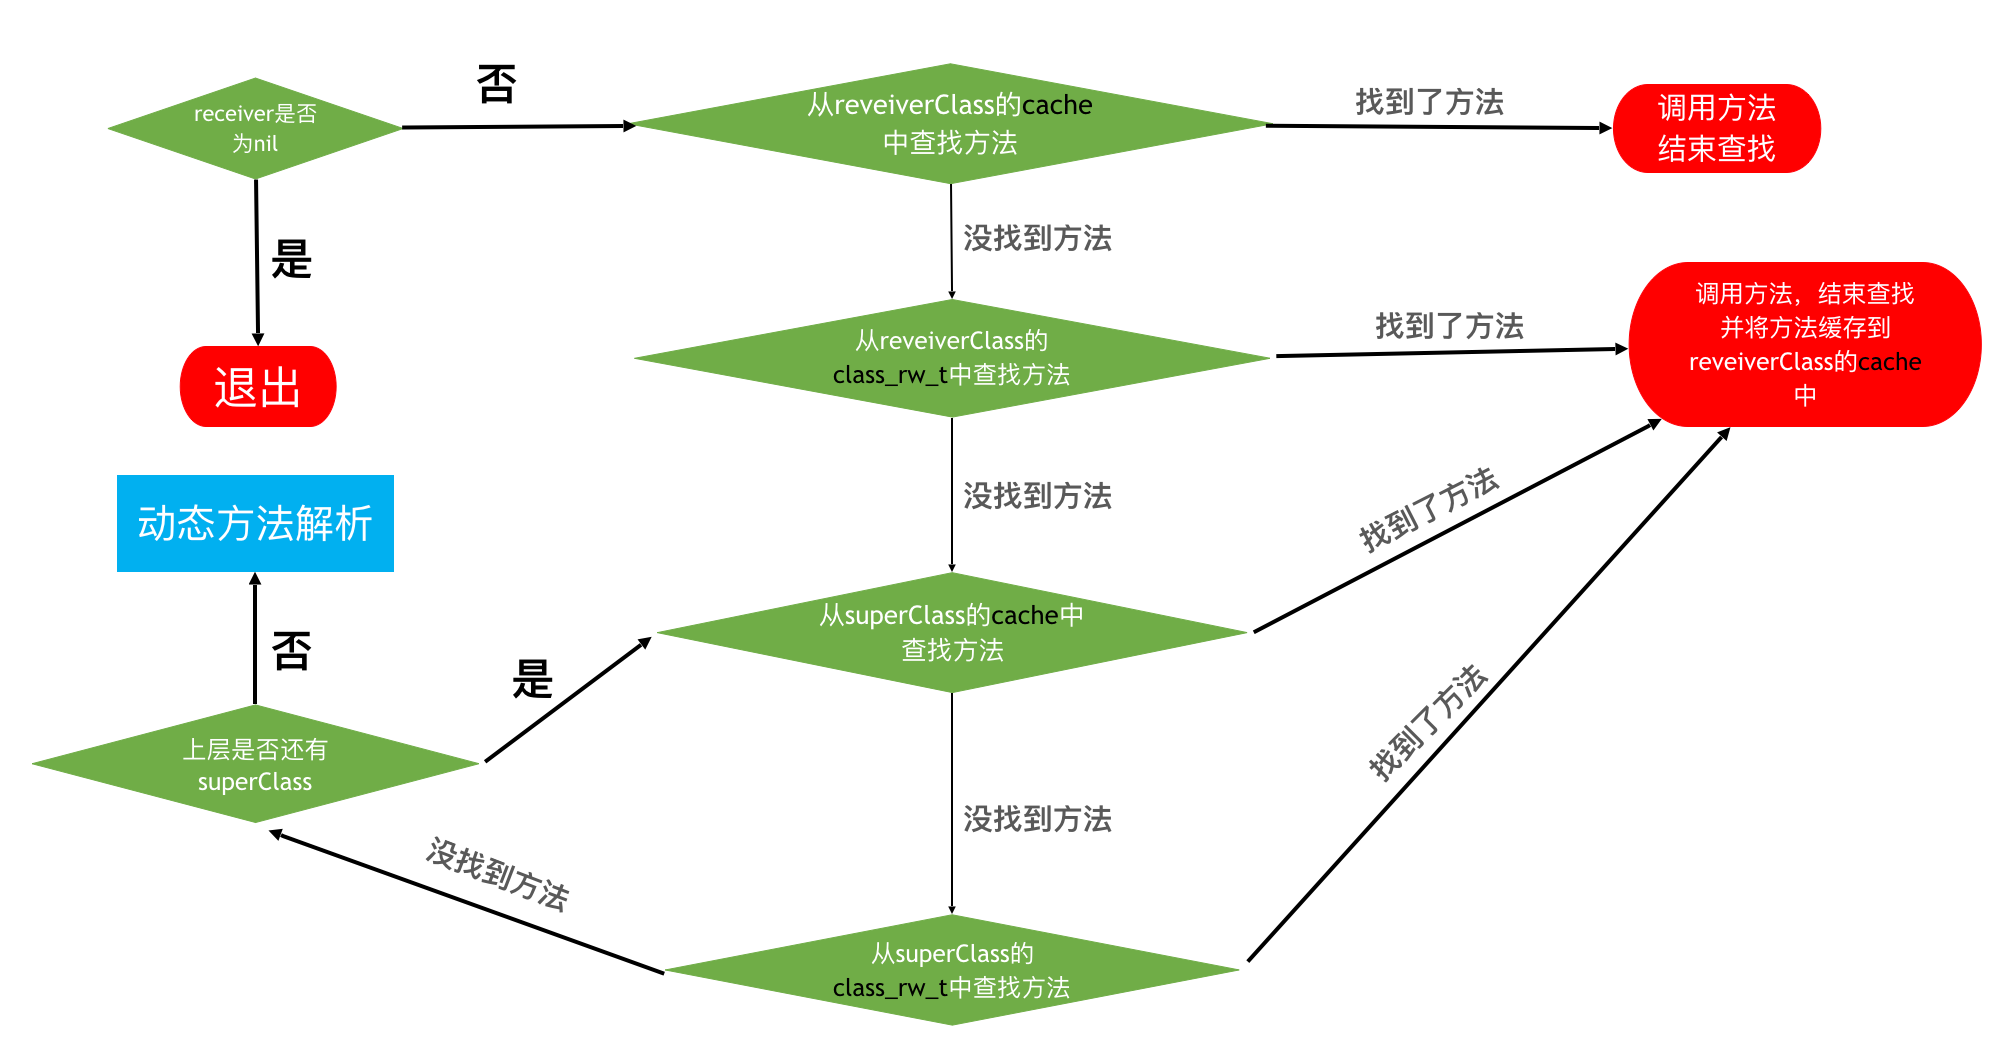 receiver是否
为nil
否
从reveiverClass的cache
中查找方法
找到了方法
调用方法
结束查找
是
没找到方法
退出
从reveiverClass的
class_rw_t中查找方法
找到了方法
调用方法，结束查找
并将方法缓存到
reveiverClass的cache
中
动态方法解析
没找到方法
找到了方法
否
是
从superClass的cache中
查找方法
找到了方法
上层是否还有
superClass
没找到方法
没找到方法
从superClass的
class_rw_t中查找方法